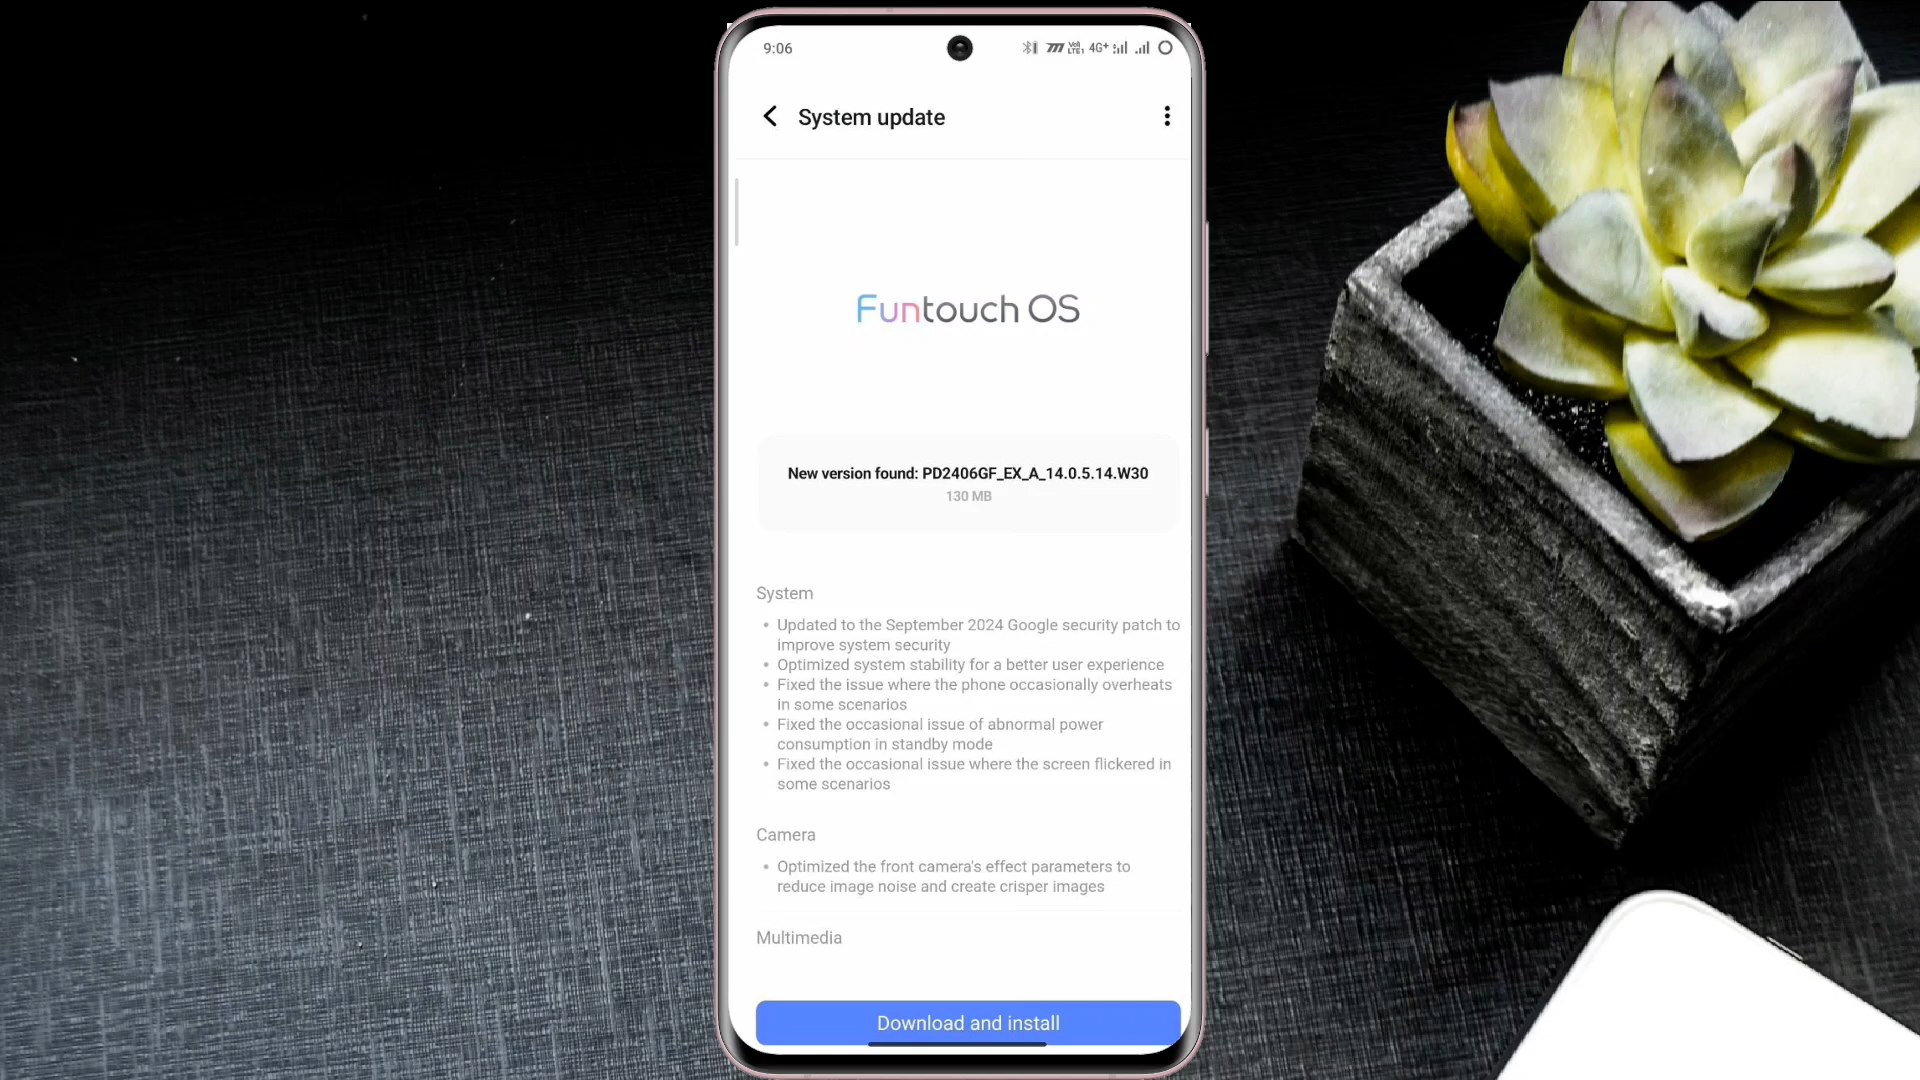 9:06
4G+
System update
Funtouch OS
New version found: PD2406GF_EX_A_14.0.5.14.W30
130 MB
System
• Updated to the September 2024 Google security patch to
improve system security
• Optimized system stability for a better user experience
• Fixed the issue where the phone occasionally overheats
in some scenarios
• Fixed the occasional issue of abnormal power
consumption in standby mode
• Fixed the occasional issue where the screen flickered in
some scenarios
Camera
• Optimized the front camera's effect parameters to
reduce image noise and create crisper images
Multimedia
Download and install